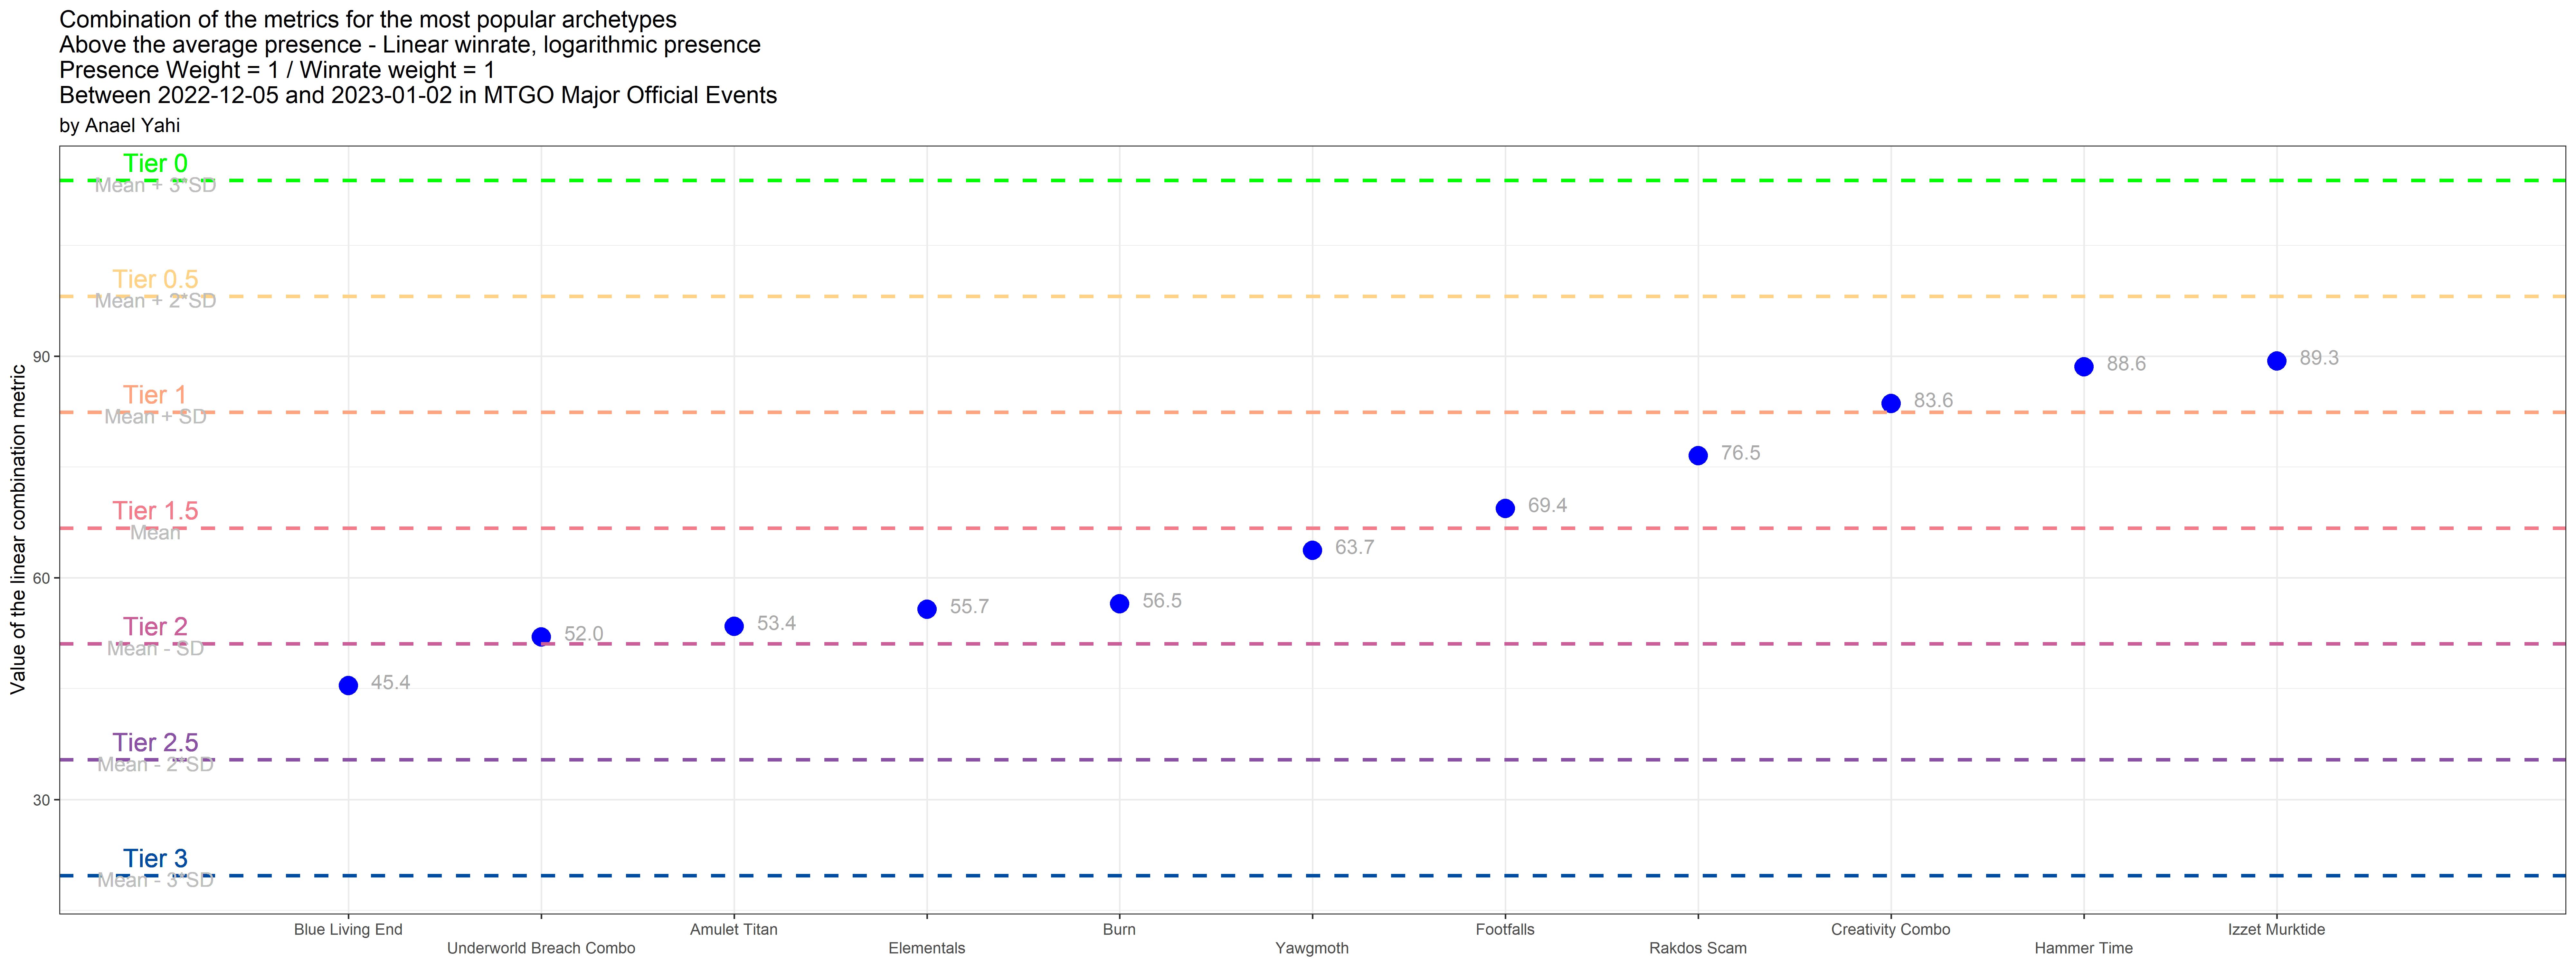 Combination of the metrics for the most popular archetypes
Above the average presence - Linear winrate, logarithmic presence
Presence Weight = 1 / Winrate weight = 1
Between 2022-12-05 and 2023-01-02 in MTGO Major Official Events
by Anael Yahi
Value of the linear combination metric
Tier 0
Mean + 3*SD
Tier 0.5
Mean + 2*SD
90
89.3
88.6
Tier 1
83.6
Mean + SD
76.5
Tier 1.5
69.4
Mean
63.7
60
56.5
55.7
53.4
Tier 2
52.0
Mean - SD
45.4
Tier 2.5
Mean - 2*SD
30
Tier 3
Mean - 3*SD
Blue Living End
Underworld Breach Combo
Amulet Titan
Elementals
Burn
Yawgmoth
Footfalls
Rakdos Scam
Creativity Combo
Hammer Time
Izzet Murktide